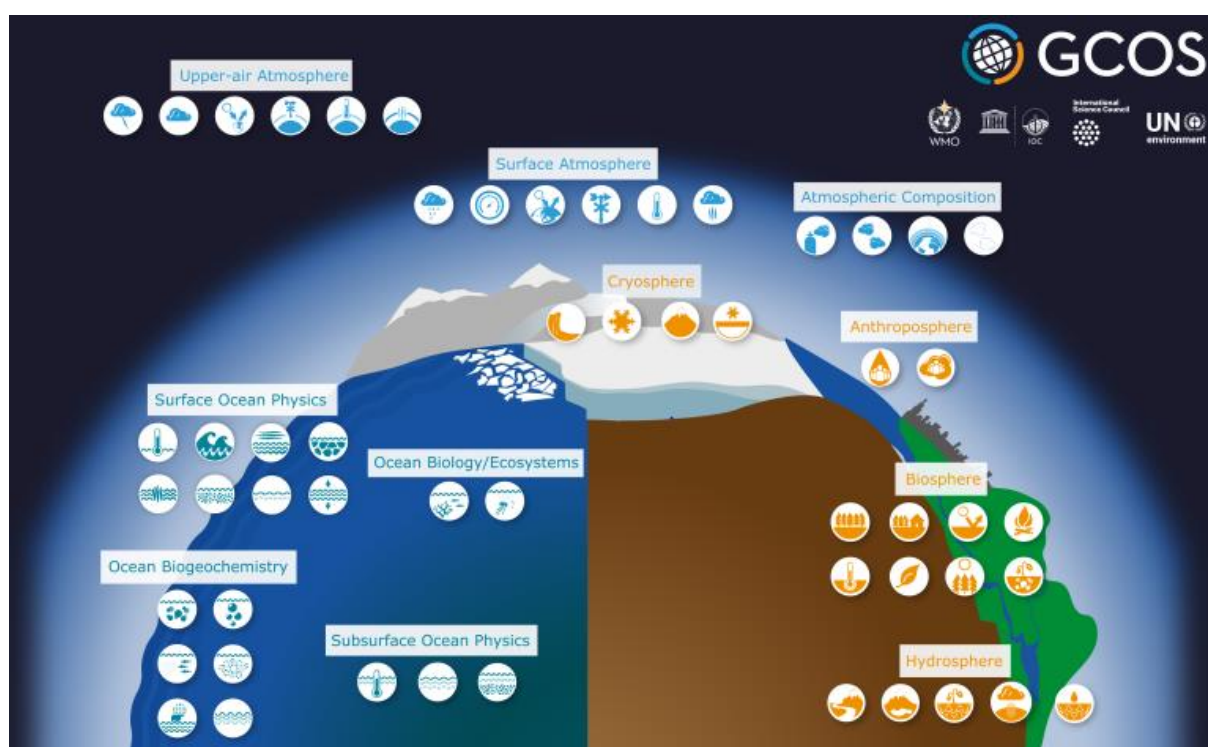 GCOS
Upper-air Atmosphere
WMO
IOC
International
Science Council
UN
environment
Surface Atmosphere
Atmospheric Composition
Cryosphere
Anthroposphere
Surface Ocean Physics
Ocean Biology/Ecosystems
Biosphere
Ocean Biogeochemistry
Subsurface Ocean Physics
Hydrosphere